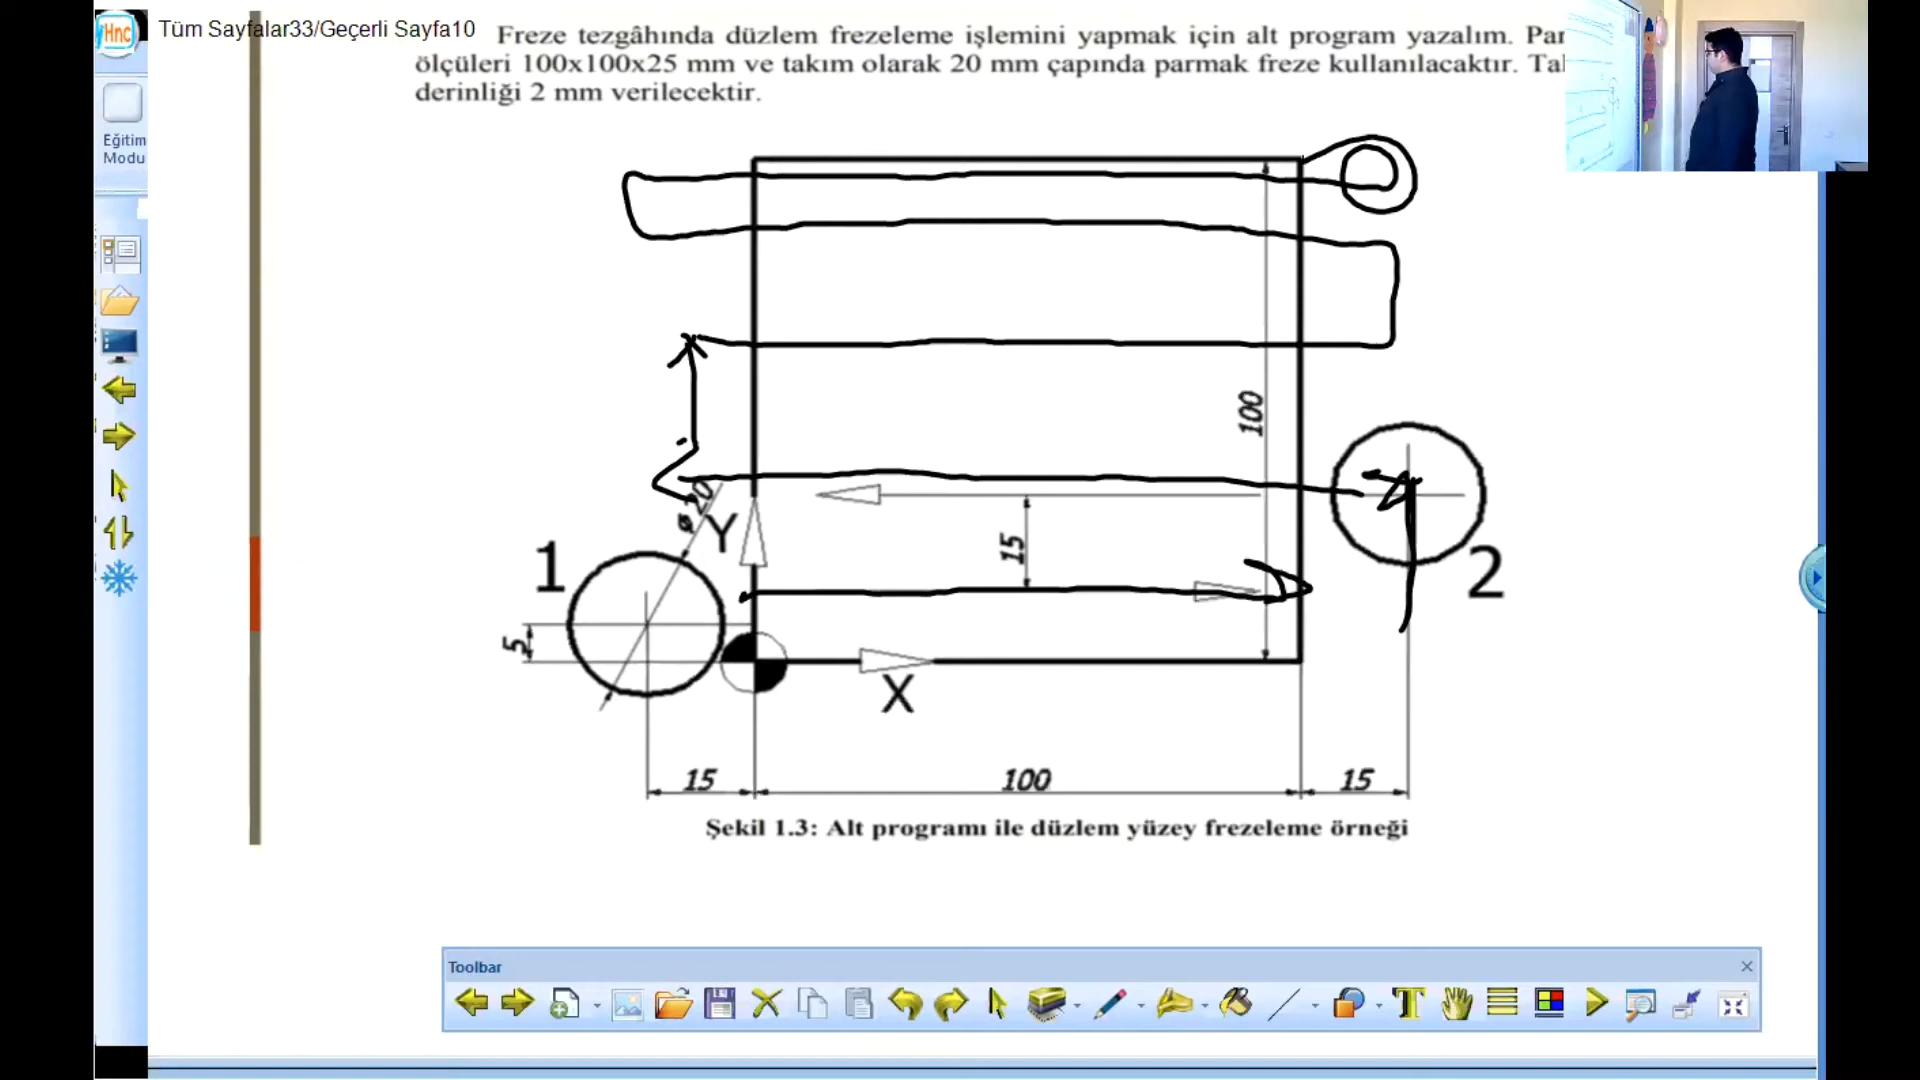 Hnc
Tüm Sayfalar33/Geçerli Sayfa10
Freze tezgâhında düzlem frezeleme işlemini yapmak için alt program yazalım. Par
ölçüleri 100x100x25 mm ve takım olarak 20 mm çapında parmak freze kullanılacaktır. Tal
derinliği 2 mm verilecektir.
Eğitim
Modu
100
ø20
Y
15
1
2
5
X
15
100
15
Şekil 1.3: Alt programı ile düzlem yüzey frezeleme örneği
Toolbar